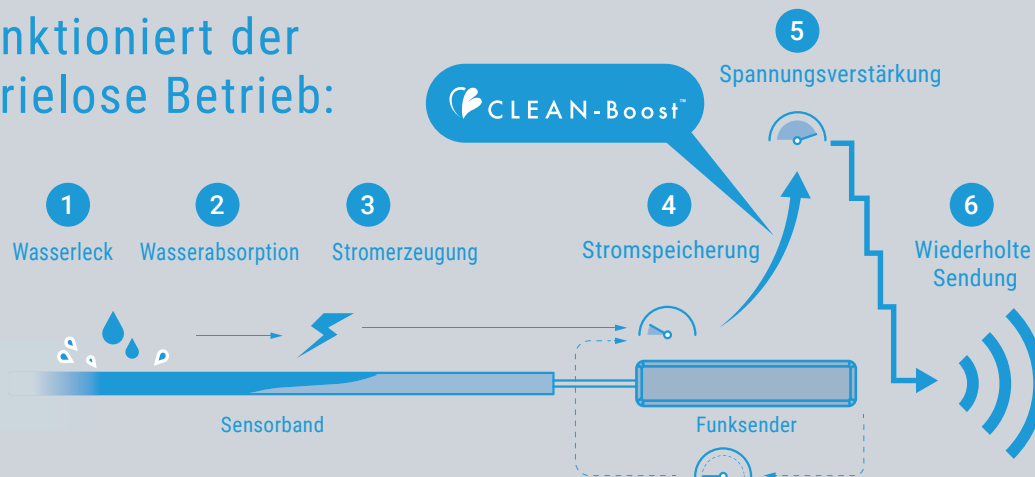 nktioniert der
rielose Betrieb:
CLEAN-Boost™
5
Spannungsverstärkung
1
Wasserleck
2
Wasserabsorption
3
Stromerzeugung
4
Stromspeicherung
6
Wiederholte
Sendung
Sensorband
Funksender